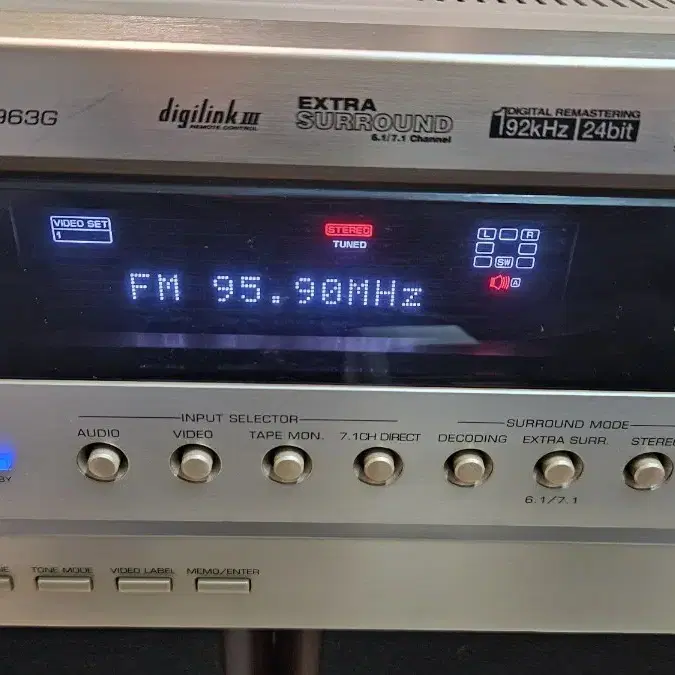 963G
digilink III
REMOTE CONTROL
EXTRA
SURROUND
6.1/7.1 Channel
DIGITAL REMASTERING
192kHz 24bit
VIDEO SET
1
STEREO
TUNED
L R
SW
A
FM 95.90MHz
INPUT SELECTOR
SURROUND MODE
AUDIO
VIDEO
TAPE MON.
7.1CH DIRECT
DECODING
EXTRA SURR.
STEREO
6.1/7.1
BY
TONE MODE
VIDEO LABEL
MEMO/ENTER